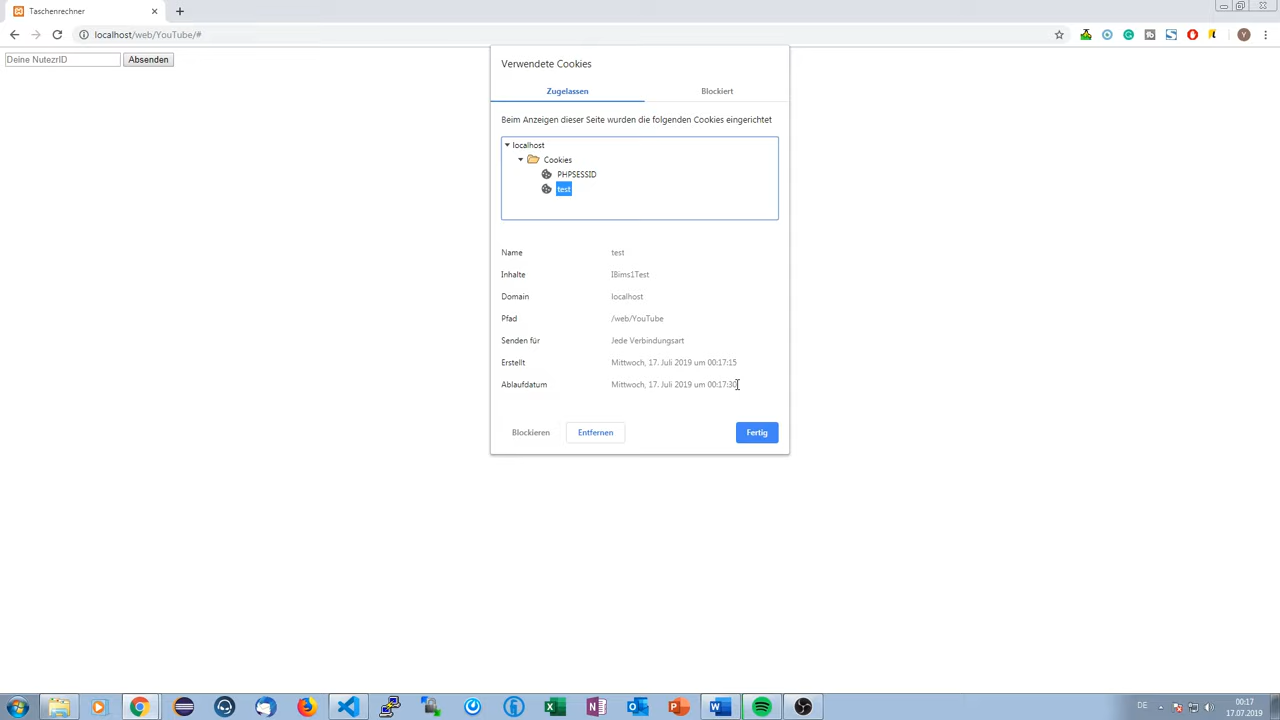 Taschenrechner
localhost/web/YouTube/#
Deine NutezrID
Absenden
Verwendete Cookies
Zugelassen
Blockiert
Beim Anzeigen dieser Seite wurden die folgenden Cookies eingerichtet
localhost
Cookies
PHPSESSID
test
Name test
Inhalte IBims1Test
Domain localhost
Pfad /web/YouTube
Senden für Jede Verbindungsart
Erstellt Mittwoch, 17. Juli 2019 um 00:17:15
Ablaufdatum Mittwoch, 17. Juli 2019 um 00:17:30
Blockieren
Entfernen
Fertig
DE
00:17
17.07.2019